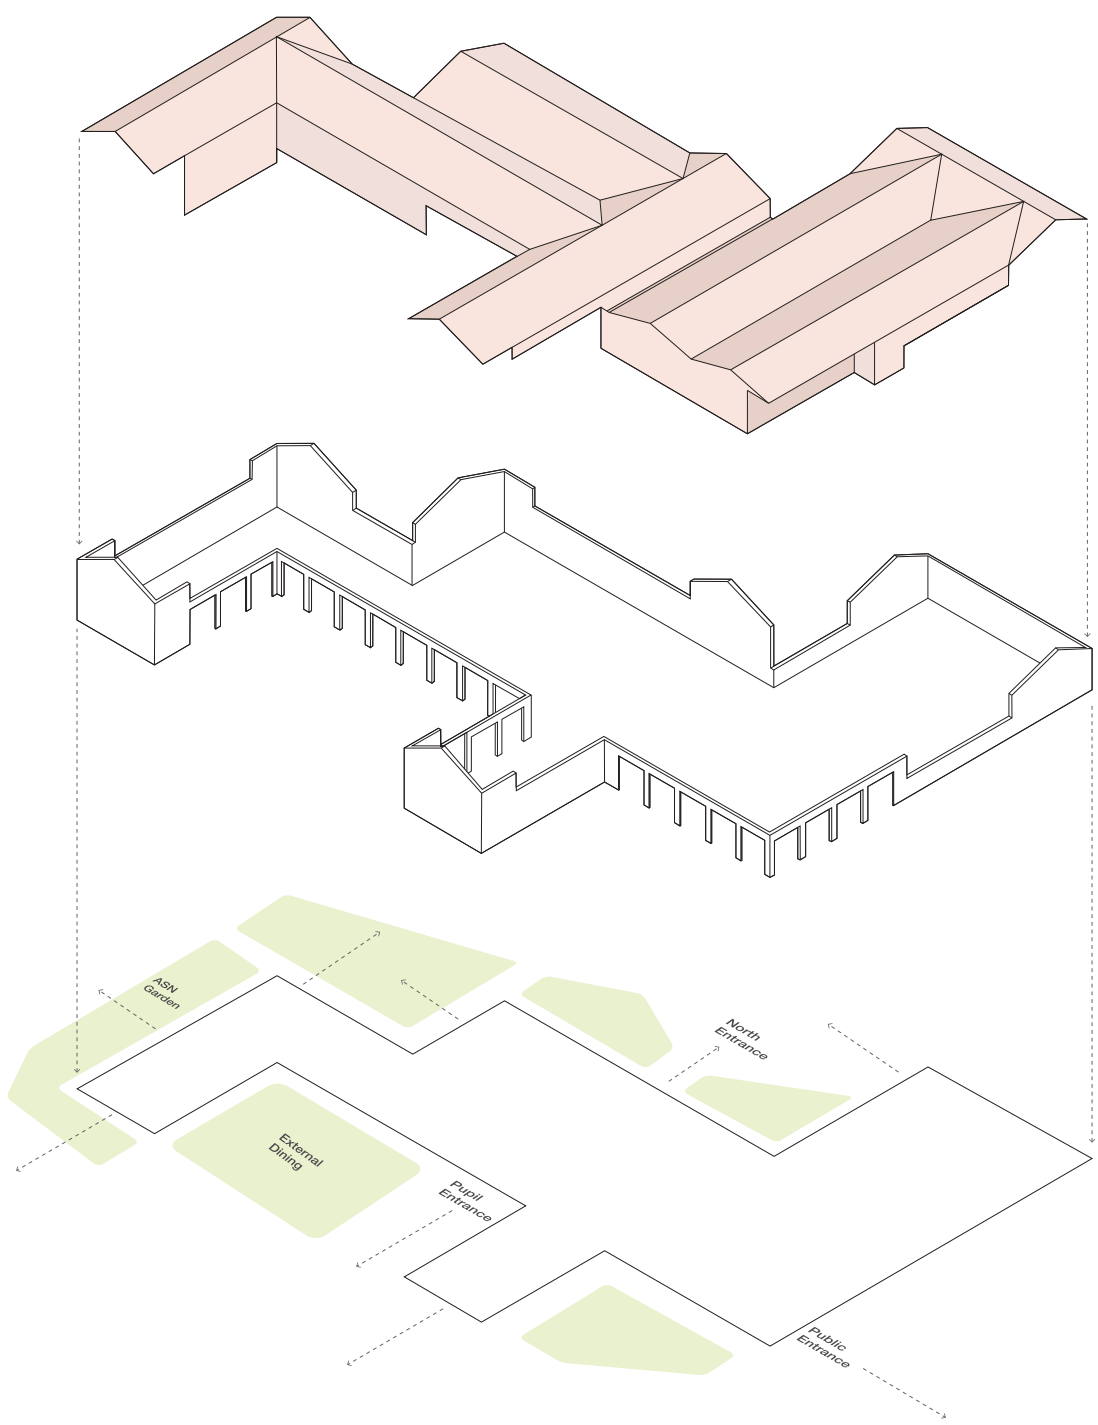 ASN
Garden
North
Entrance
External
Dining
Pupil
Entrance
Public
Entrance